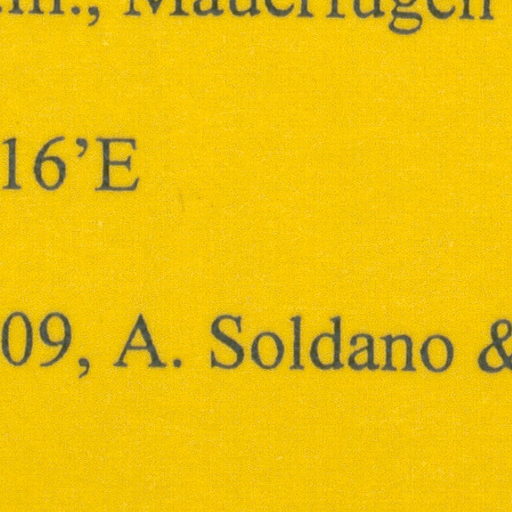 .m., Mauerfugen
16’E
09, A. Soldano &